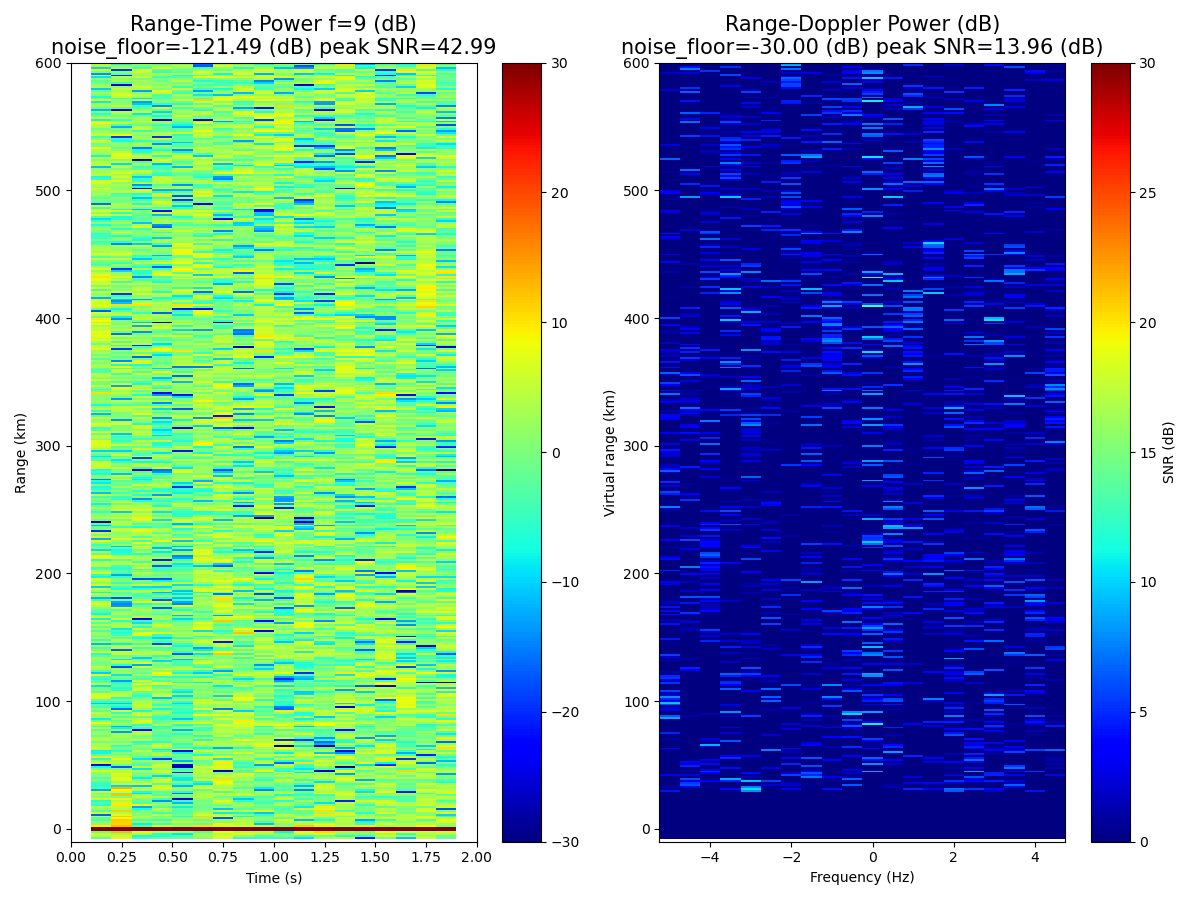 Range-Time Power f=9 (dB)
noise_floor=-121.49 (dB) peak SNR=42.99
600
500
400
300
200
100
0
Range (km)
0.00 0.25 0.50 0.75 1.00 1.25 1.50 1.75 2.00
Time (s)
30
20
10
0
−10
−20
−30
Range-Doppler Power (dB)
noise_floor=-30.00 (dB) peak SNR=13.96 (dB)
600
500
400
300
200
100
0
Virtual range (km)
−4 −2 0 2 4
Frequency (Hz)
30
25
20
15
10
5
0
SNR (dB)